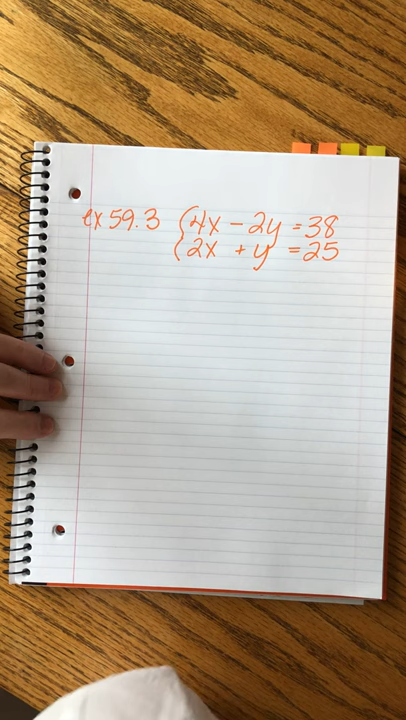 ex 59.3 { 4x - 2y = 38
2x + y = 25